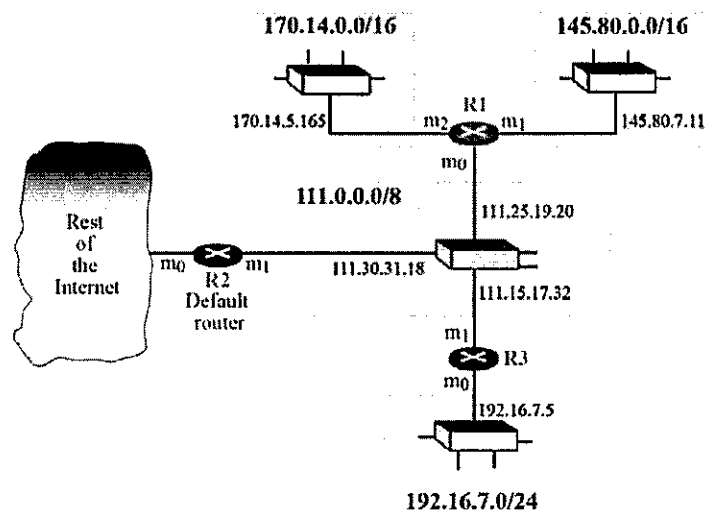 170.14.0.0/16
145.80.0.0/16
R1
170.14.5.165
m2
m1
145.80.7.11
m0
111.0.0.0/8
111.25.19.20
Rest
of
the
Internet
m0
R2
m1
Default
router
111.30.31.18
111.15.17.32
m1
R3
m0
192.16.7.5
192.16.7.0/24